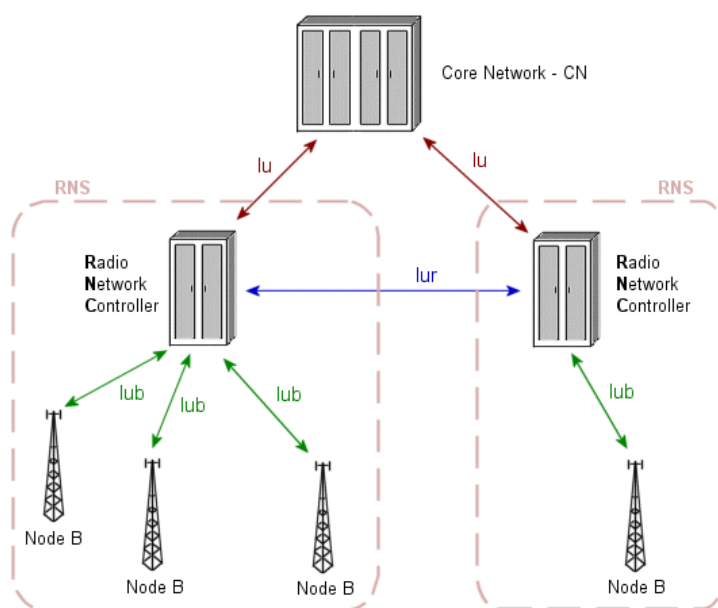 Core Network - CN
Iu
Iu
RNS
RNS
Radio
Network
Controller
Radio
Network
Controller
Iur
Iub
Iub
Iub
Iub
Node B
Node B
Node B
Node B